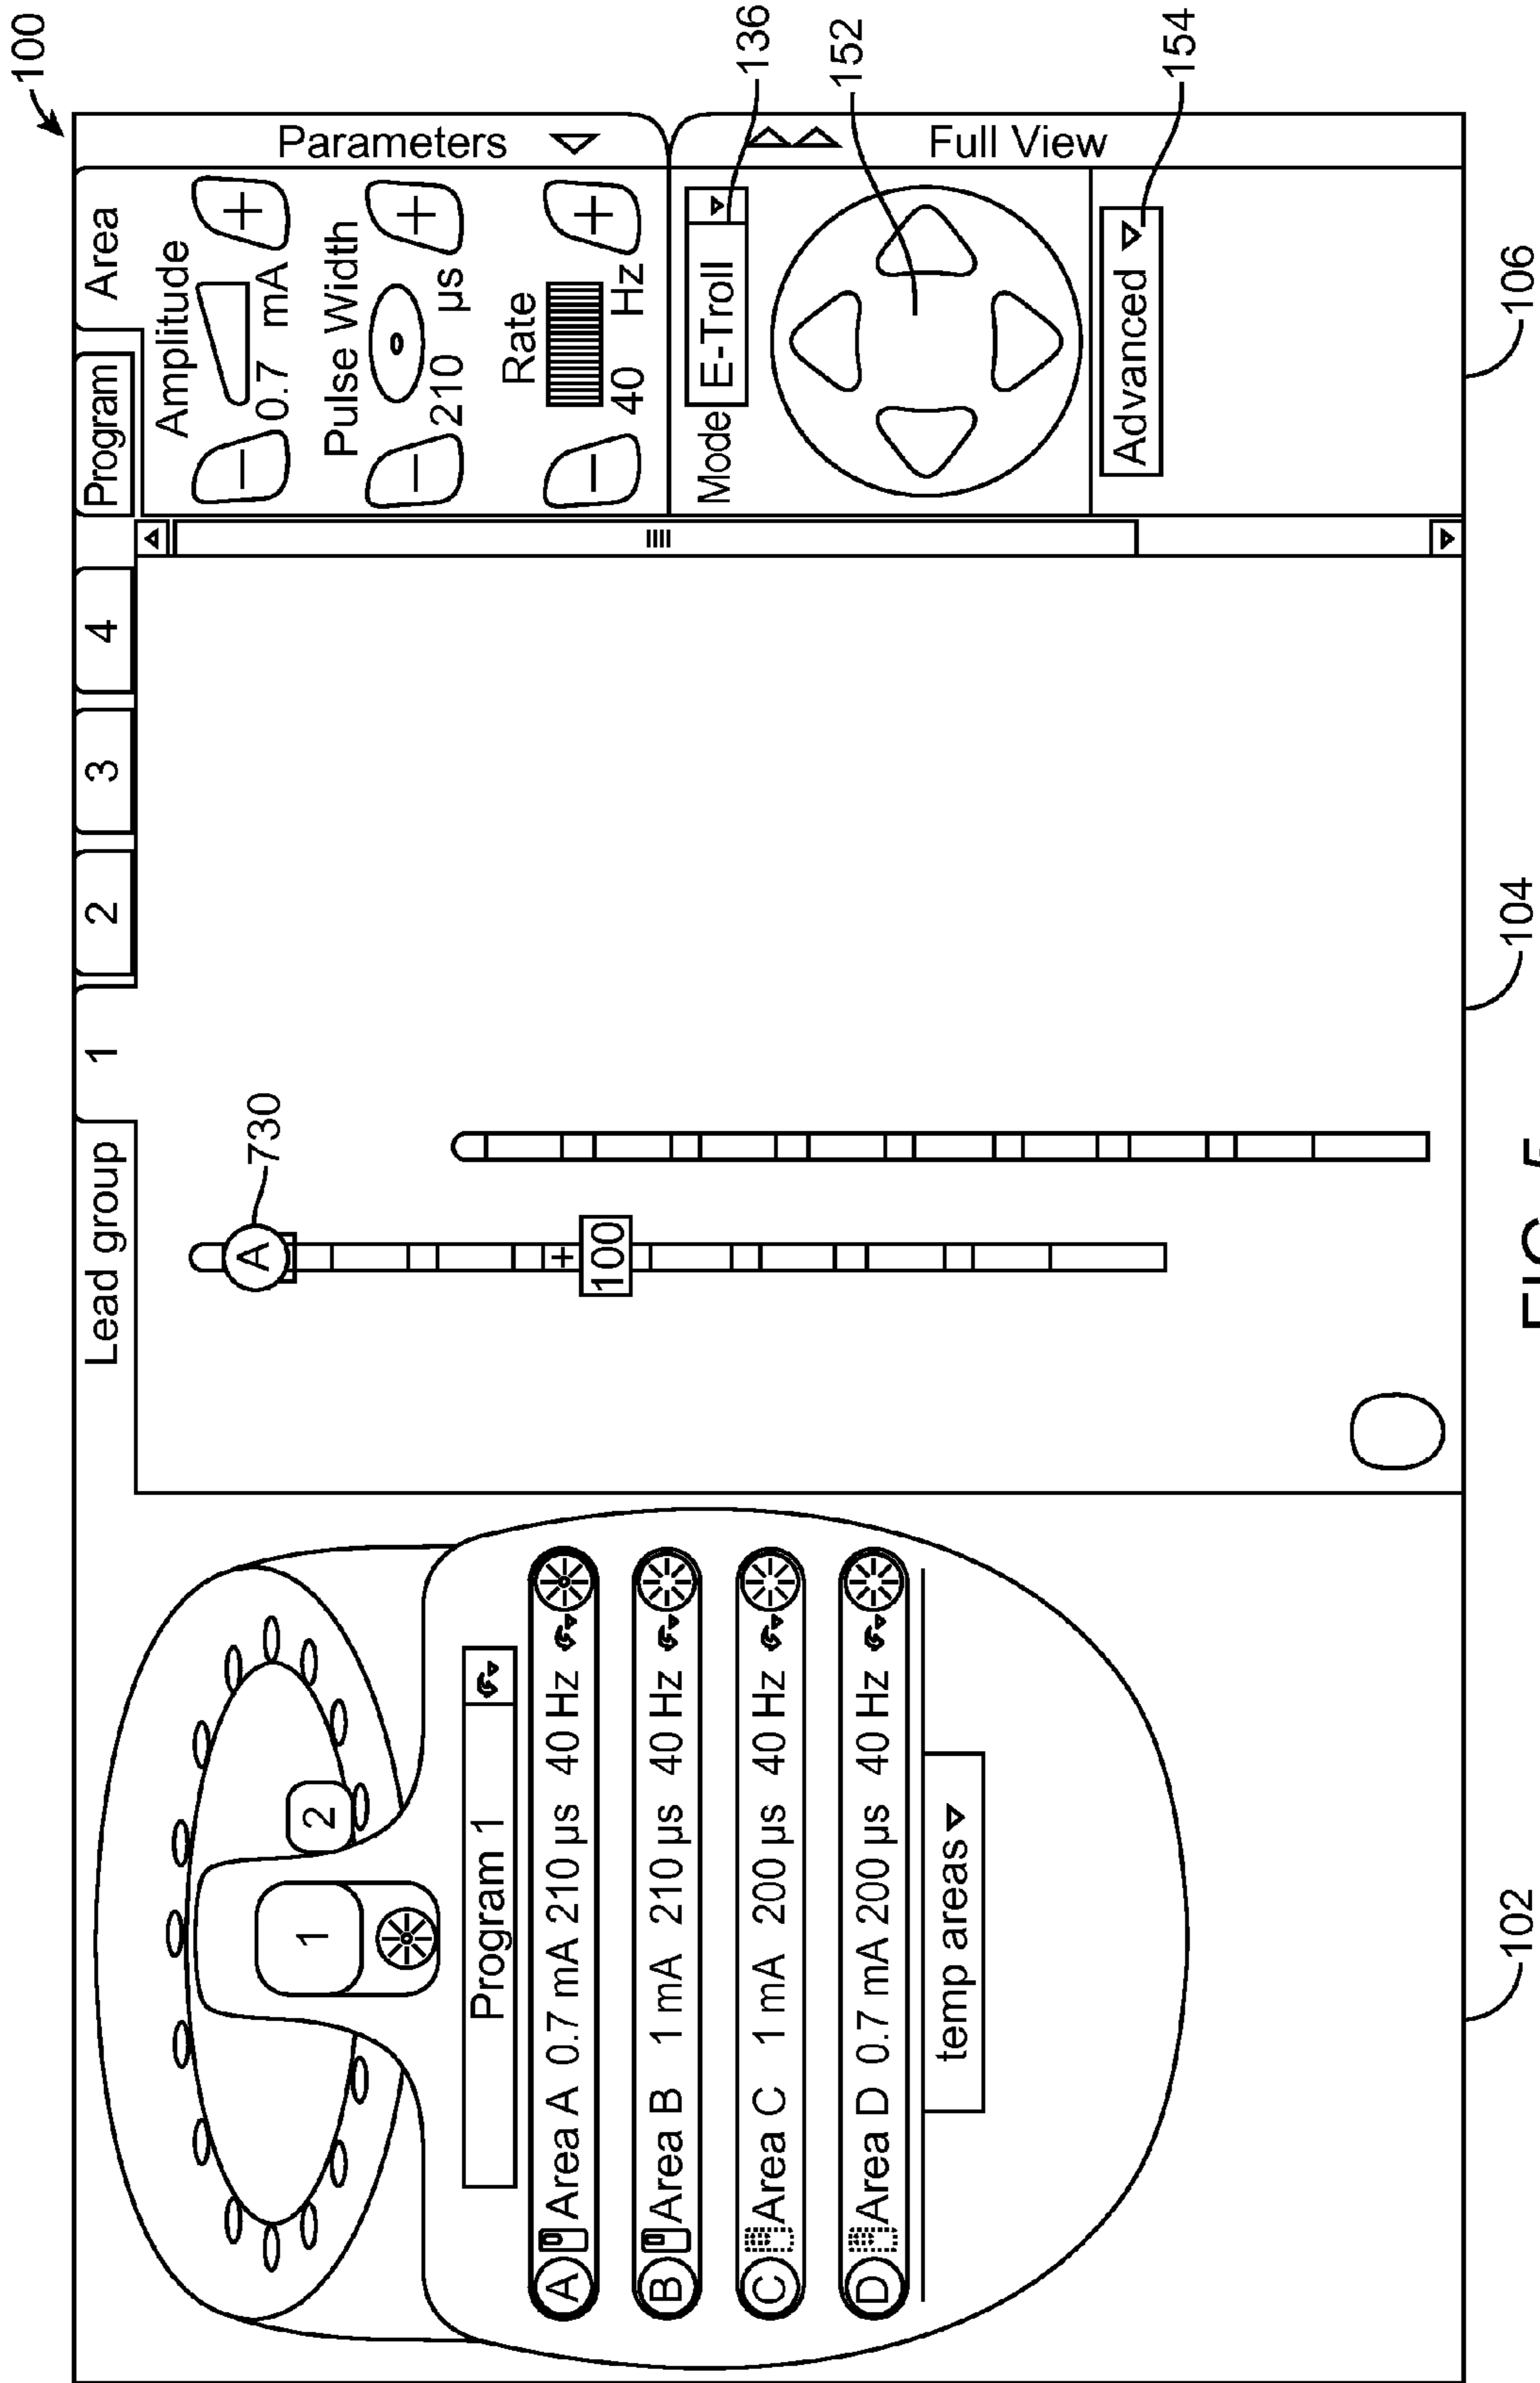 100
Lead group
1
2
3
4
Program
Area
1
2
Program 1
A Area A 0.7 mA 210 µs 40 Hz
B Area B 1 mA 210 µs 40 Hz
C Area C 1 mA 200 µs 40 Hz
D Area D 0.7 mA 200 µs 40 Hz
temp areas
A
730
+
100
Amplitude
− 0.7 mA +
Pulse Width
− 210 µs +
Rate
− 40 Hz +
Parameters
Mode E-Troll
136
152
Full View
Advanced
154
102
104
106